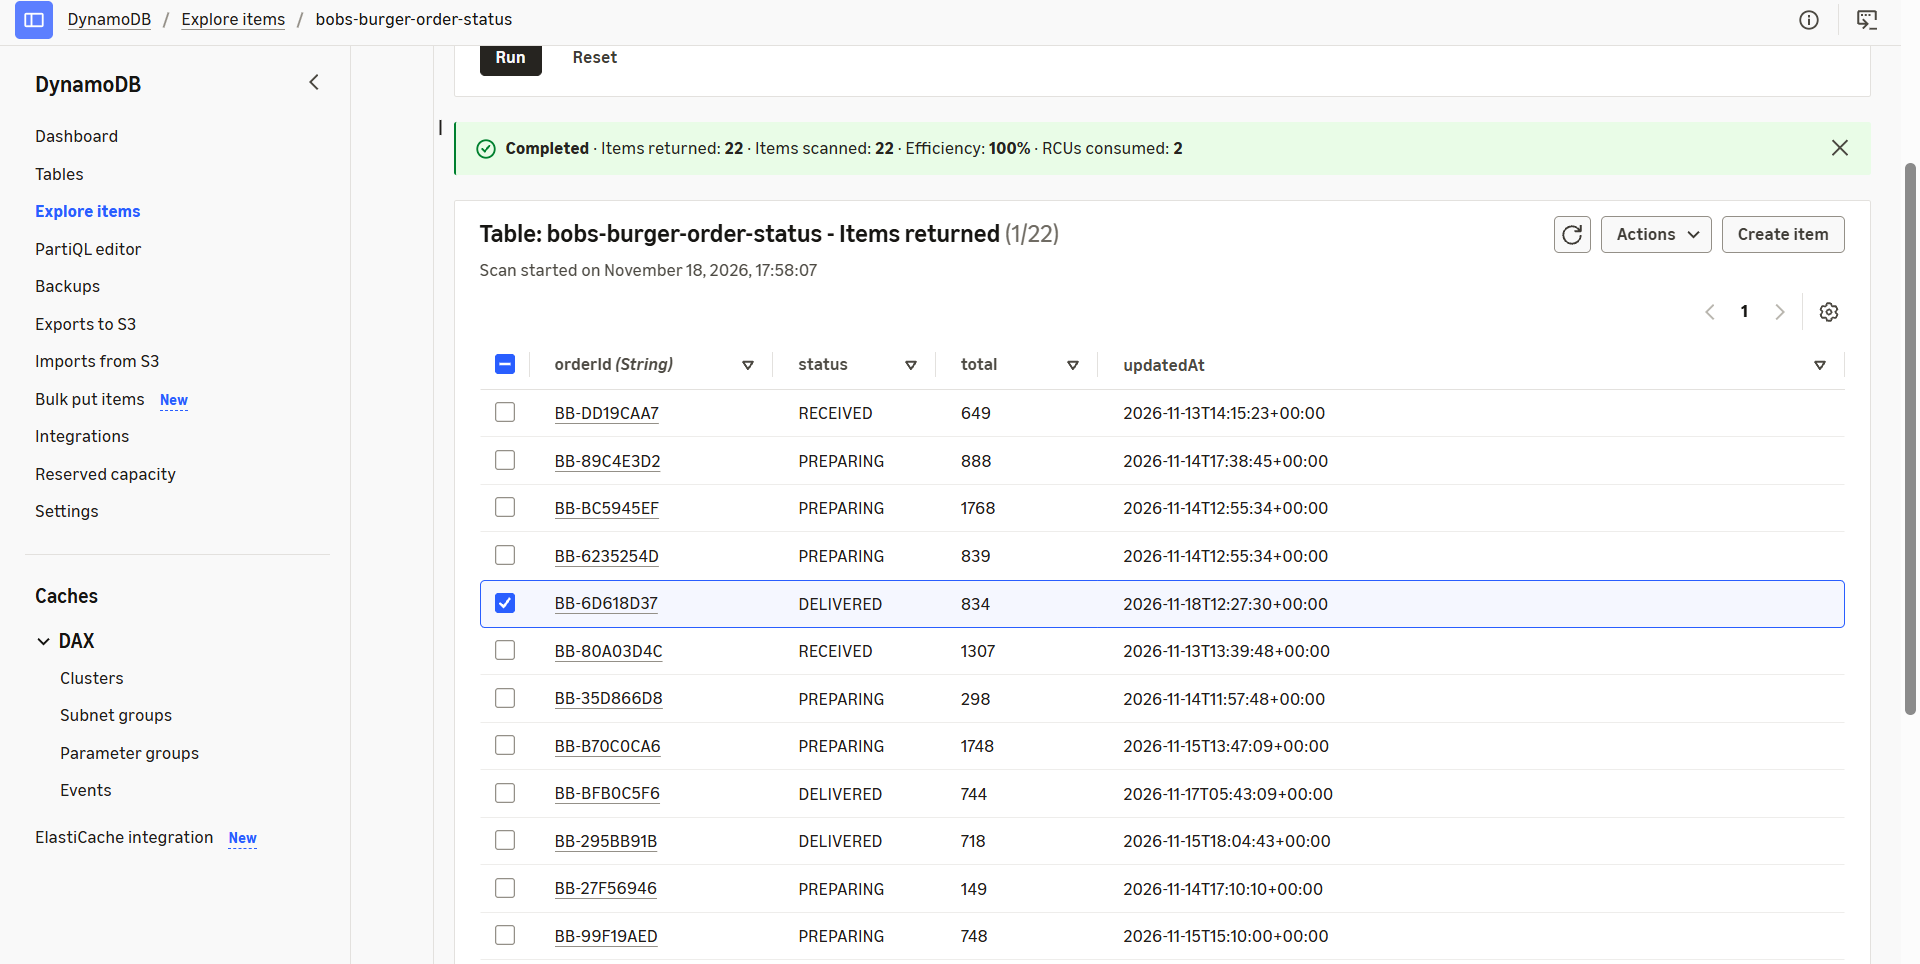 DynamoDB / Explore items / bobs-burger-order-status
DynamoDB
Dashboard
Tables
Explore items
PartiQL editor
Backups
Exports to S3
Imports from S3
Bulk put items New
Integrations
Reserved capacity
Settings
Caches
DAX
Clusters
Subnet groups
Parameter groups
Events
ElastiCache integration New
Run Reset
Completed · Items returned: 22 · Items scanned: 22 · Efficiency: 100% · RCUs consumed: 2
Table: bobs-burger-order-status - Items returned (1/22)
Actions
Create item
Scan started on November 18, 2026, 17:58:07
1
orderId (String) status total updatedAt
BB-DD19CAA7 RECEIVED 649 2026-11-13T14:15:23+00:00
BB-89C4E3D2 PREPARING 888 2026-11-14T17:38:45+00:00
BB-BC5945EF PREPARING 1768 2026-11-14T12:55:34+00:00
BB-6235254D PREPARING 839 2026-11-14T12:55:34+00:00
BB-6D618D37 DELIVERED 834 2026-11-18T12:27:30+00:00
BB-80A03D4C RECEIVED 1307 2026-11-13T13:39:48+00:00
BB-35D866D8 PREPARING 298 2026-11-14T11:57:48+00:00
BB-B70C0CA6 PREPARING 1748 2026-11-15T13:47:09+00:00
BB-BFB0C5F6 DELIVERED 744 2026-11-17T05:43:09+00:00
BB-295BB91B DELIVERED 718 2026-11-15T18:04:43+00:00
BB-27F56946 PREPARING 149 2026-11-14T17:10:10+00:00
BB-99F19AED PREPARING 748 2026-11-15T15:10:00+00:00